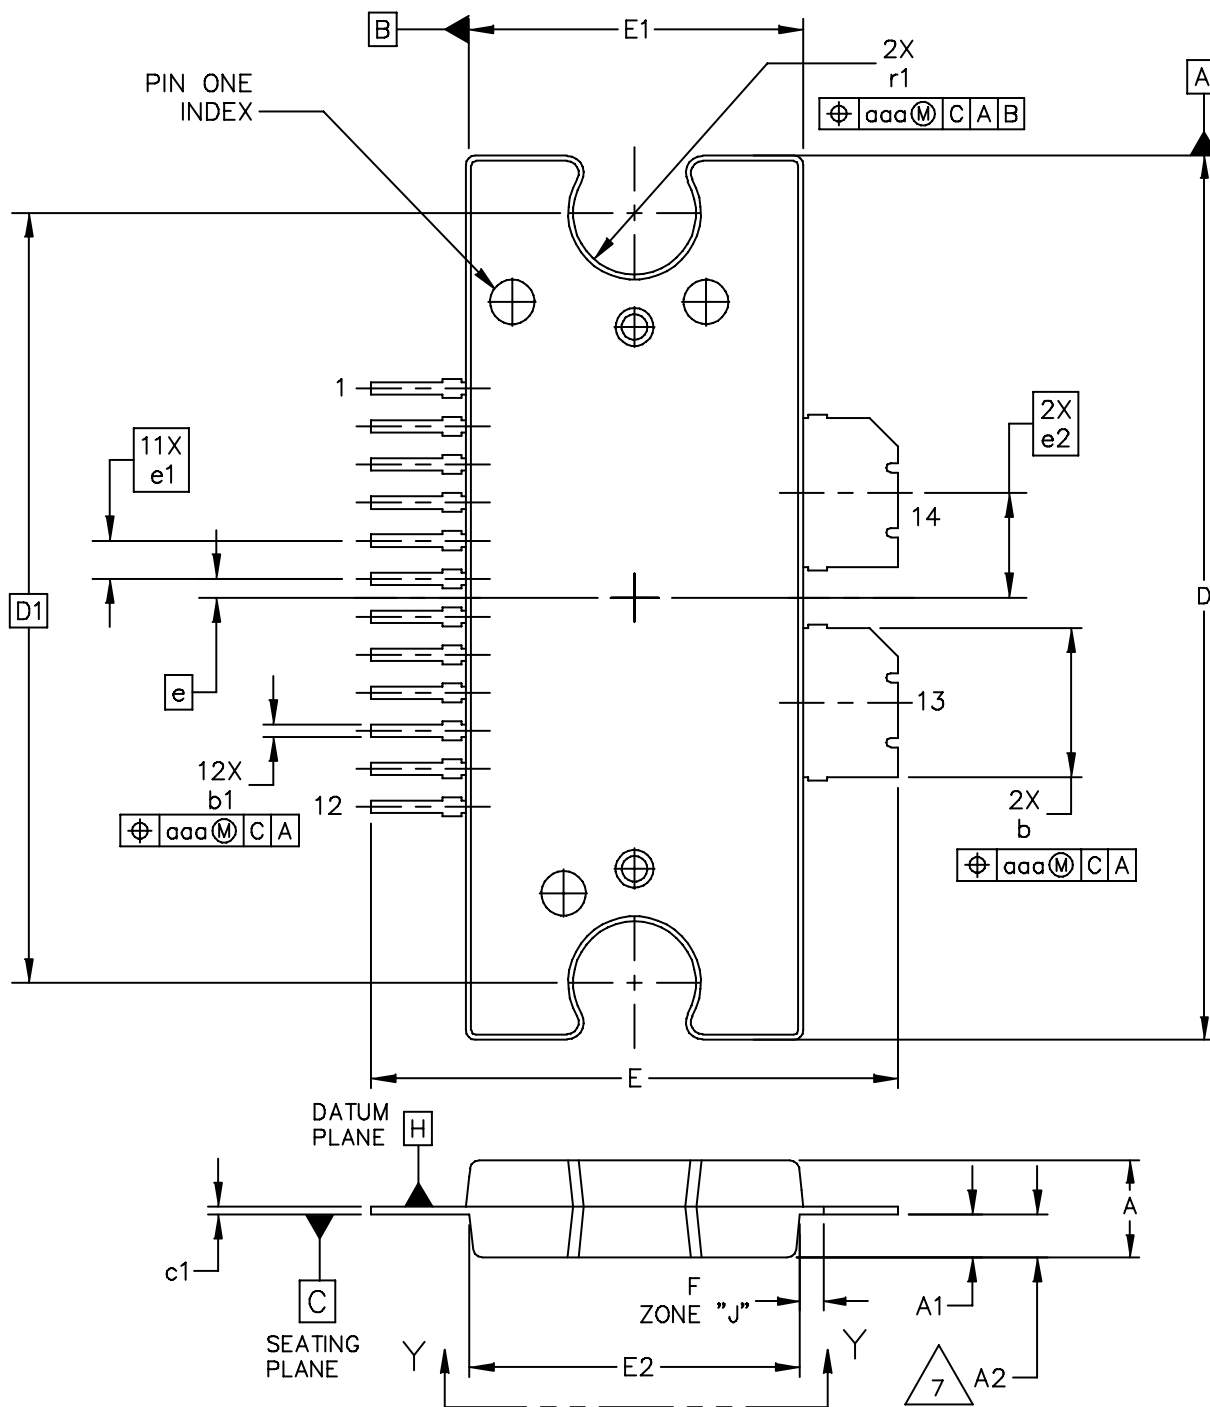 B
E1
2X
r1
⌖ aaa Ⓜ C A B
A
PIN ONE
INDEX
1
11X
e1
2X
e2
14
D1
D
e
13
12X
b1
⌖ aaa Ⓜ C A
12
2X
b
⌖ aaa Ⓜ C A
E
DATUM
PLANE
H
A
c1
C
SEATING
PLANE
F
ZONE "J"
A1
Y
Y
E2
7
A2